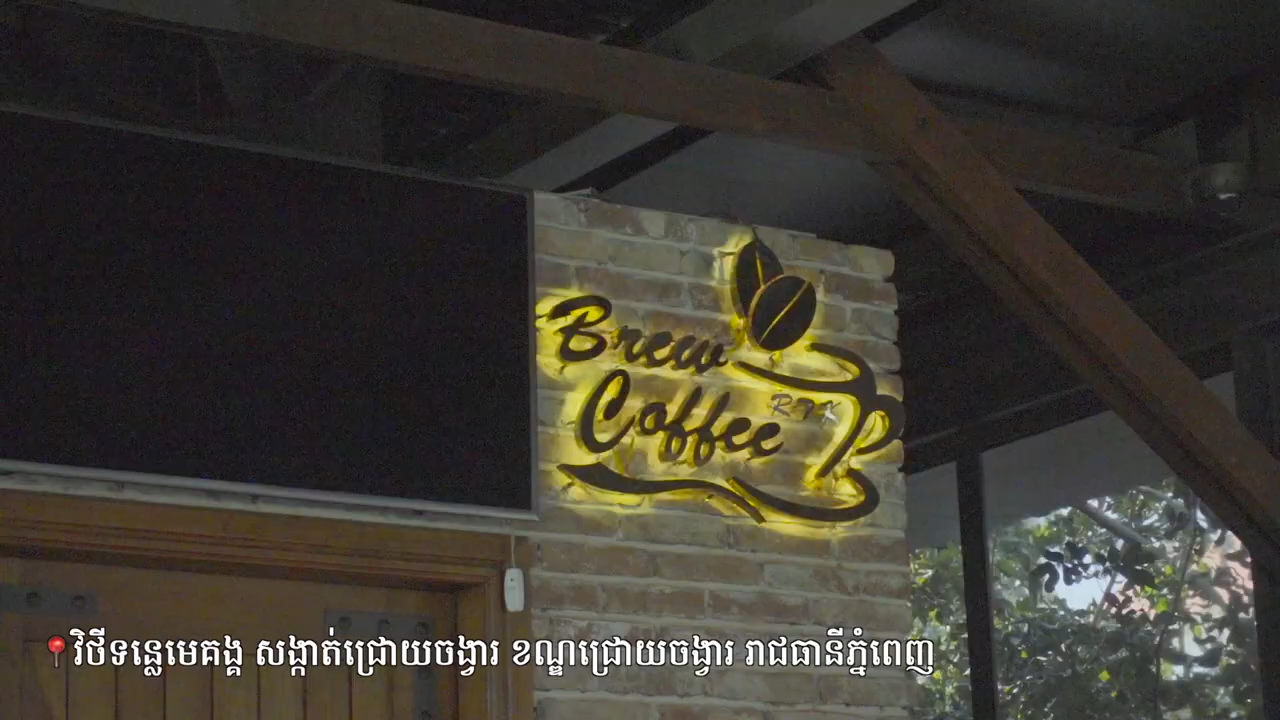 Brew
Coffee RTK
វិថីទន្លេមេគង្គ សង្កាត់ជ្រោយចង្វារ ខណ្ឌជ្រោយចង្វារ រាជធានីភ្នំពេញ